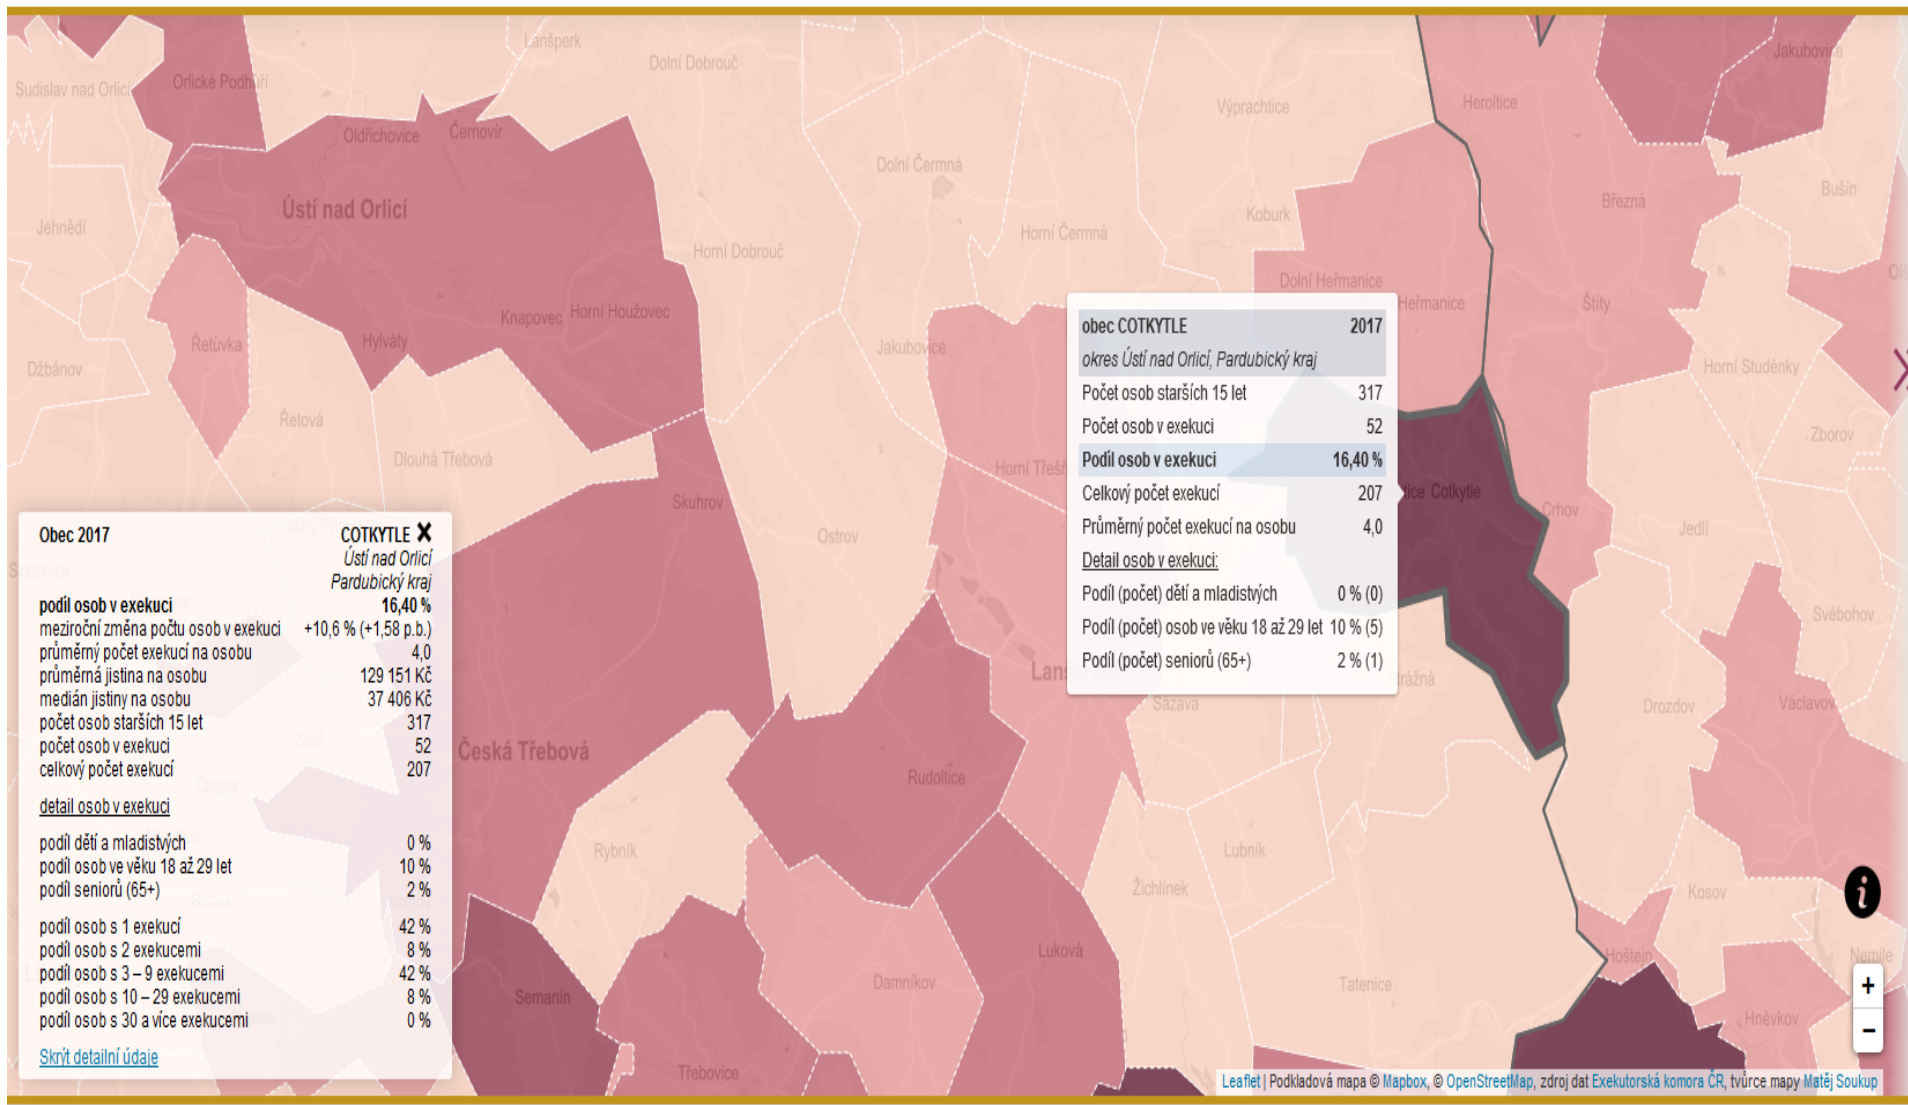 Lanšperk
Dolní Dobrouč
Jakubovice
Sudislav nad Orlicí
Orlické Podhůří
Výprachtice
Heroltice
Oldřichovice
Černovír
Dolní Čermná
Bušín
Ústí nad Orlicí
Koburk
Březná
Jehnědí
Horní Čermná
Horní Dobrouč
Dolní Heřmanice
Heřmanice
Štíty
Knapovec
Horní Houžovec
Řetůvka
Hylváty
Jakubovice
Džbánov
Horní Studénky
Řetová
Zborov
Dlouhá Třebová
Skuhrov
Cotkytle
Crhov
Jedlí
Ostrov
Svébohov
obec COTKYTLE 2017
okres Ústí nad Orlicí, Pardubický kraj
Počet osob starších 15 let 317
Počet osob v exekuci 52
Podíl osob v exekuci 16,40 %
Celkový počet exekucí 207
Průměrný počet exekucí na osobu 4,0
Detail osob v exekuci:
Podíl (počet) dětí a mladistvých 0 % (0)
Podíl (počet) osob ve věku 18 až 29 let 10 % (5)
Podíl (počet) seniorů (65+) 2 % (1)
Sázava
Drozdov
Václavov
Česká Třebová
Rudoltice
Rybník
Lubník
Žichlínek
Kosov
Luková
Hoštejn
Nemile
Damníkov
Tatenice
Semanín
Hněvkov
Třebovice
Obec 2017 COTKYTLE ✕
Ústí nad Orlicí
Pardubický kraj
podíl osob v exekuci 16,40 %
meziroční změna počtu osob v exekuci +10,6 % (+1,58 p.b.)
průměrný počet exekucí na osobu 4,0
průměrná jistina na osobu 129 151 Kč
medián jistiny na osobu 37 406 Kč
počet osob starších 15 let 317
počet osob v exekuci 52
celkový počet exekucí 207
detail osob v exekuci
podíl dětí a mladistvých 0 %
podíl osob ve věku 18 až 29 let 10 %
podíl seniorů (65+) 2 %
podíl osob s 1 exekucí 42 %
podíl osob s 2 exekucemi 8 %
podíl osob s 3 – 9 exekucemi 42 %
podíl osob s 10 – 29 exekucemi 8 %
podíl osob s 30 a více exekucemi 0 %
Skrýt detailní údaje
i
+
−
Leaflet | Podkladová mapa © Mapbox, © OpenStreetMap, zdroj dat Exekutorská komora ČR, tvůrce mapy Matěj Soukup